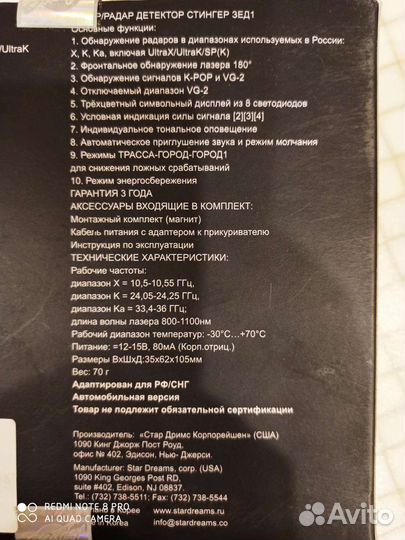 Р/РАДАР ДЕТЕКТОР СТИНГЕР ЗЕД1
Основные функции:
1. Обнаружение радаров в диапазонах используемых в России:
X, K, Ka, включая UltraX/UltraK/SP(K)
/UltraK
2. Фронтальное обнаружение лазера 180°
3. Обнаружение сигналов K-POP и VG-2
4. Отключаемый диапазон VG-2
5. Трёхцветный символьный дисплей из 8 светодиодов
6. Условная индикация силы сигнала [2][3][4]
7. Индивидуальное тональное оповещение
8. Автоматическое приглушение звука и режим молчания
9. Режимы ТРАССА-ГОРОД-ГОРОД1
для снижения ложных срабатываний
10. Режим энергосбережения
ГАРАНТИЯ 3 ГОДА
АКСЕССУАРЫ ВХОДЯЩИЕ В КОМПЛЕКТ:
Монтажный комплект (магнит)
Кабель питания с адаптером к прикуривателю
Инструкция по эксплуатации
ТЕХНИЧЕСКИЕ ХАРАКТЕРИСТИКИ:
Рабочие частоты:
диапазон X = 10,5-10,55 ГГц,
диапазон K = 24,05-24,25 ГГц,
диапазон Ka = 33,4-36 ГГц;
длина волны лазера 800-1100нм
Рабочий диапазон температур: -30°C...+70°C
Питание: =12-15В, 80мА (Корп.отриц.)
Размеры ВxШxД:35x62x105мм
Вес: 70 г
Адаптирован для РФ/СНГ
Автомобильная версия
Товар не подлежит обязательной сертификации
Производитель: «Стар Дримс Корпорейшен» (США)
1090 Кинг Джорж Пост Роуд,
офис № 402, Эдисон, Нью- Джерси.
Manufacturer: Star Dreams, corp. (USA)
1090 King Georges Post RD,
suite #402, Edison, NJ 08837.
Tel.: (732) 738-5511; Fax: (732) 738-5544
в Корее www.stardreams.ru
in Korea www.stardreams.co
REDMI NOTE 8 PRO
AI QUAD CAMERA
Avito